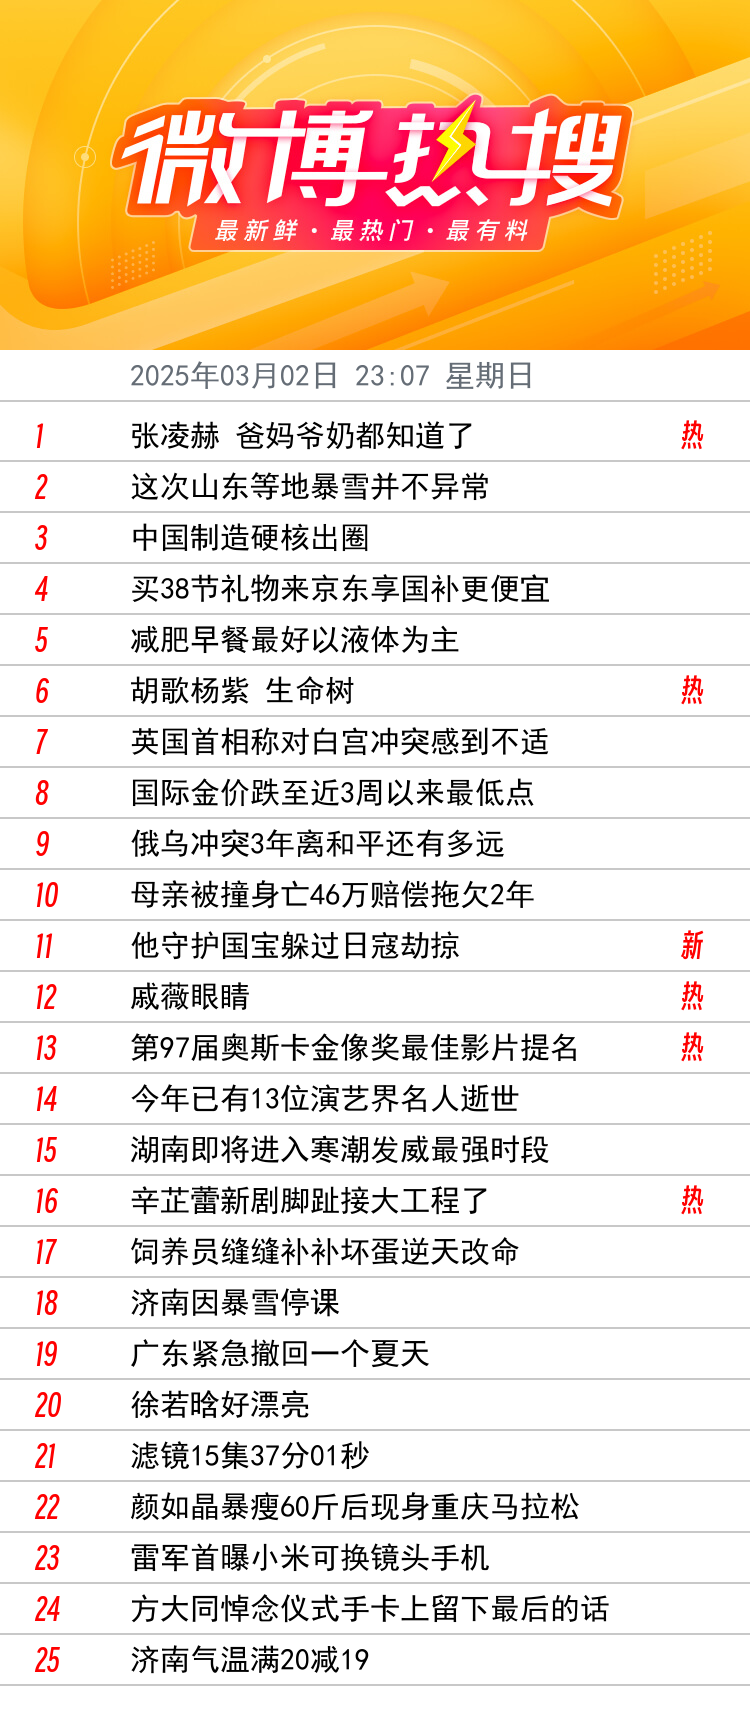 微博热搜
最新鲜·最热门·最有料
2025年03月02日 23:07 星期日
1 张凌赫 爸妈爷奶都知道了 热
2 这次山东等地暴雪并不异常
3 中国制造硬核出圈
4 买38节礼物来京东享国补更便宜
5 减肥早餐最好以液体为主
6 胡歌杨紫 生命树 热
7 英国首相称对白宫冲突感到不适
8 国际金价跌至近3周以来最低点
9 俄乌冲突3年离和平还有多远
10 母亲被撞身亡46万赔偿拖欠2年
11 他守护国宝躲过日寇劫掠 新
12 戚薇眼睛 热
13 第97届奥斯卡金像奖最佳影片提名 热
14 今年已有13位演艺界名人逝世
15 湖南即将进入寒潮发威最强时段
16 辛芷蕾新剧脚趾接大工程了 热
17 饲养员缝缝补补坏蛋逆天改命
18 济南因暴雪停课
19 广东紧急撤回一个夏天
20 徐若晗好漂亮
21 滤镜15集37分01秒
22 颜如晶暴瘦60斤后现身重庆马拉松
23 雷军首曝小米可换镜头手机
24 方大同悼念仪式手卡上留下最后的话
25 济南气温满20减19